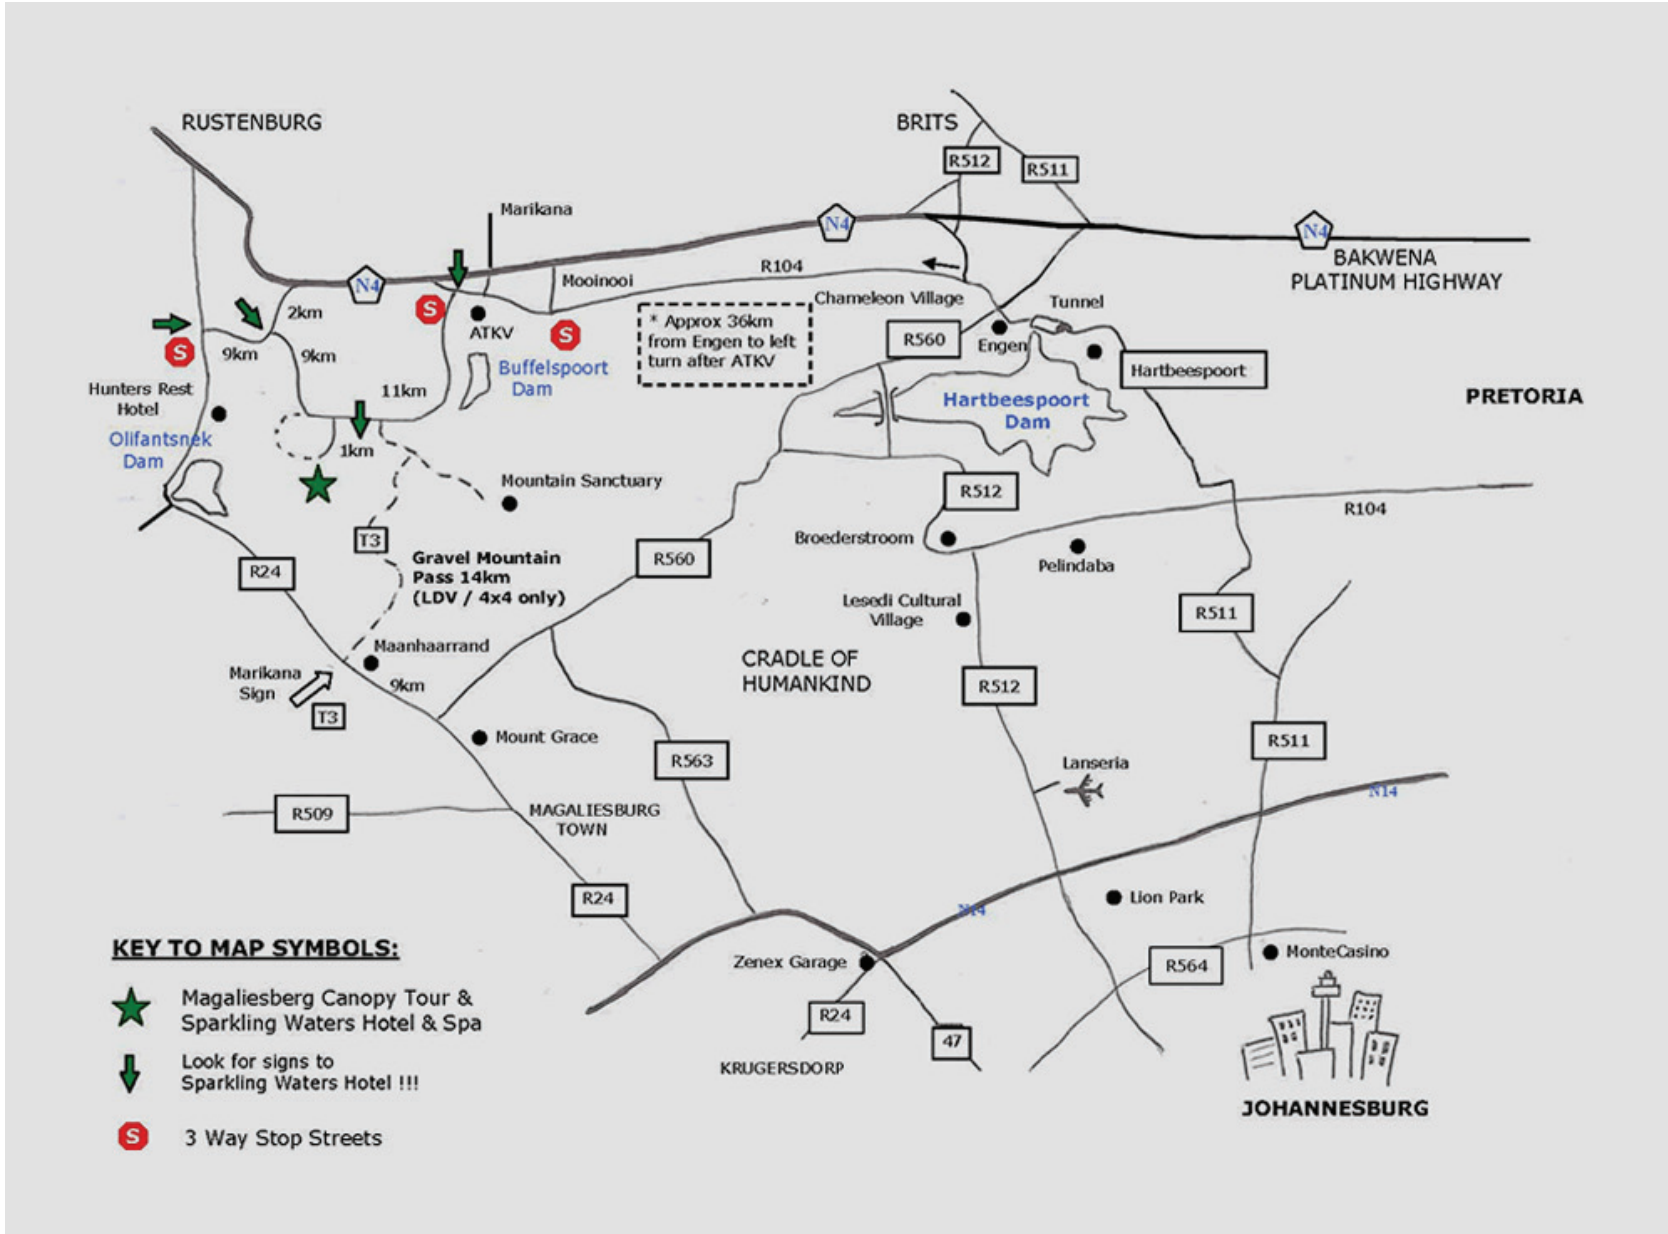 RUSTENBURG
BRITS
R512
R511
Marikana
N4
N4
BAKWENA
PLATINUM HIGHWAY
R104
Mooinooi
N4
2km
S
Chameleon Village
Tunnel
ATKV
S
* Approx 36km
from Engen to left
turn after ATKV
R560
Engen
S
9km
9km
Hartbeespoort
Buffelspoort
Dam
11km
Hunters Rest
Hotel
Hartbeespoort
Dam
PRETORIA
Olifantsnek
Dam
1km
Mountain Sanctuary
R512
R104
T3
Broederstroom
Pelindaba
Gravel Mountain
Pass 14km
(LDV / 4x4 only)
R560
R24
Lesedi Cultural
Village
R511
Maanhaarrand
CRADLE OF
HUMANKIND
Marikana
Sign
9km
R512
T3
Mount Grace
R511
R563
Lanseria
N14
R509
MAGALIESBURG
TOWN
R24
Lion Park
N14
KEY TO MAP SYMBOLS:
Zenex Garage
R564
MonteCasino
Magaliesberg Canopy Tour &
Sparkling Waters Hotel & Spa
R24
47
Look for signs to
Sparkling Waters Hotel !!!
KRUGERSDORP
JOHANNESBURG
S
3 Way Stop Streets